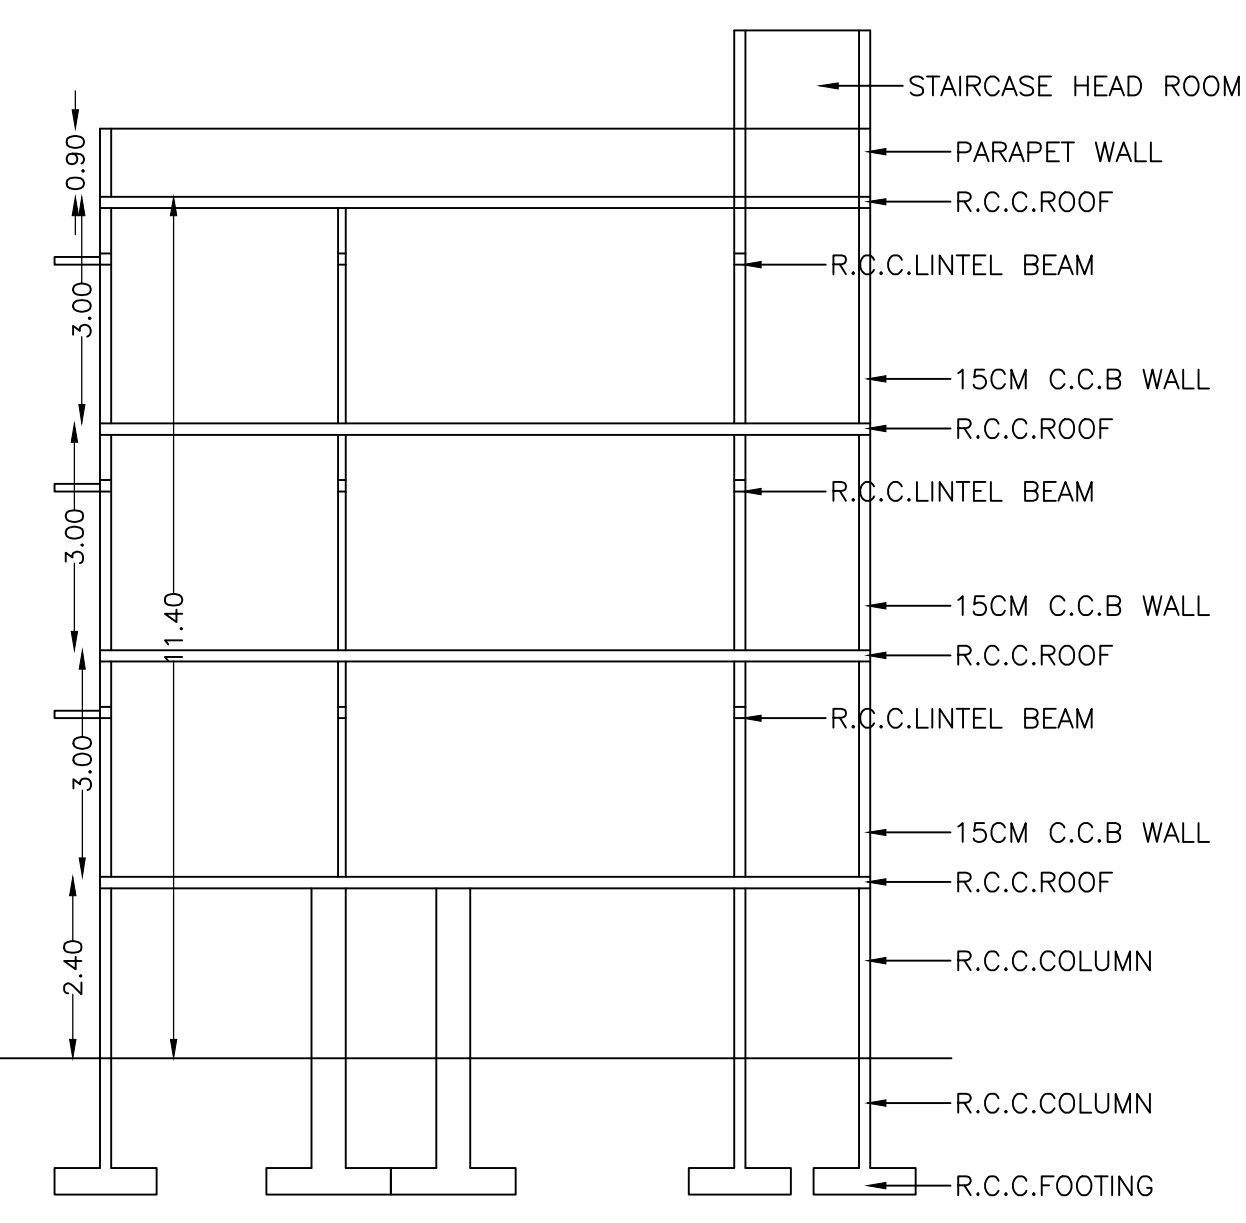 STAIRCASE HEAD ROOM
0.90
PARAPET WALL
R.C.C.ROOF
R.C.C.LINTEL BEAM
3.00
15CM C.C.B WALL
R.C.C.ROOF
R.C.C.LINTEL BEAM
3.00
11.40
15CM C.C.B WALL
R.C.C.ROOF
R.C.C.LINTEL BEAM
3.00
15CM C.C.B WALL
R.C.C.ROOF
2.40
R.C.C.COLUMN
R.C.C.COLUMN
R.C.C.FOOTING